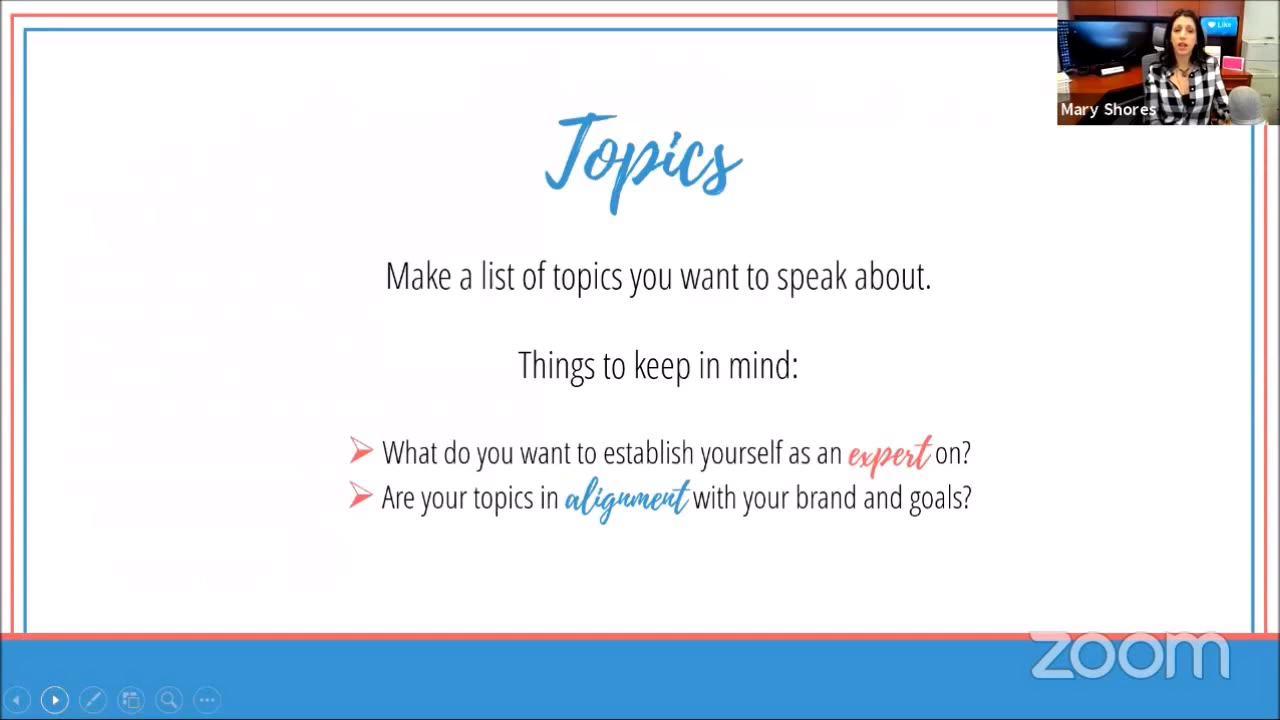 Like
Mary Shores
Topics
Make a list of topics you want to speak about.
Things to keep in mind:
What do you want to establish yourself as an expert on?
Are your topics in alignment with your brand and goals?
zoom